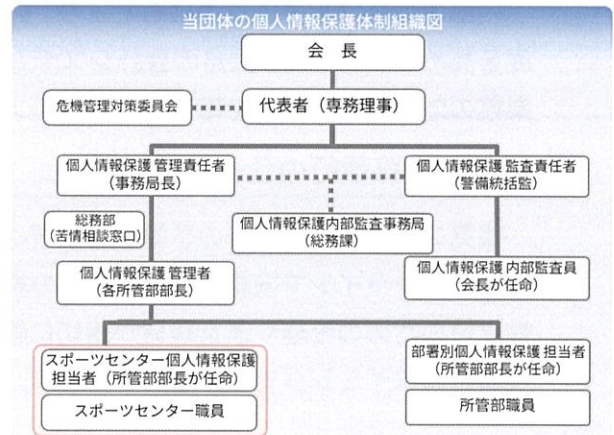 当団体の個人情報保護体制組織図
会 長
危機管理対策委員会
代表者（専務理事）
個人情報保護 管理責任者
（事務局長）
個人情報保護 監査責任者
（警備統括監）
総務部
（苦情相談窓口）
個人情報保護内部監査事務局
（総務課）
個人情報保護 管理者
（各所管部部長）
個人情報保護 内部監査員
（会長が任命）
スポーツセンター個人情報保護
担当者（所管部部長が任命）
スポーツセンター職員
部署別個人情報保護 担当者
（所管部部長が任命）
所管部職員